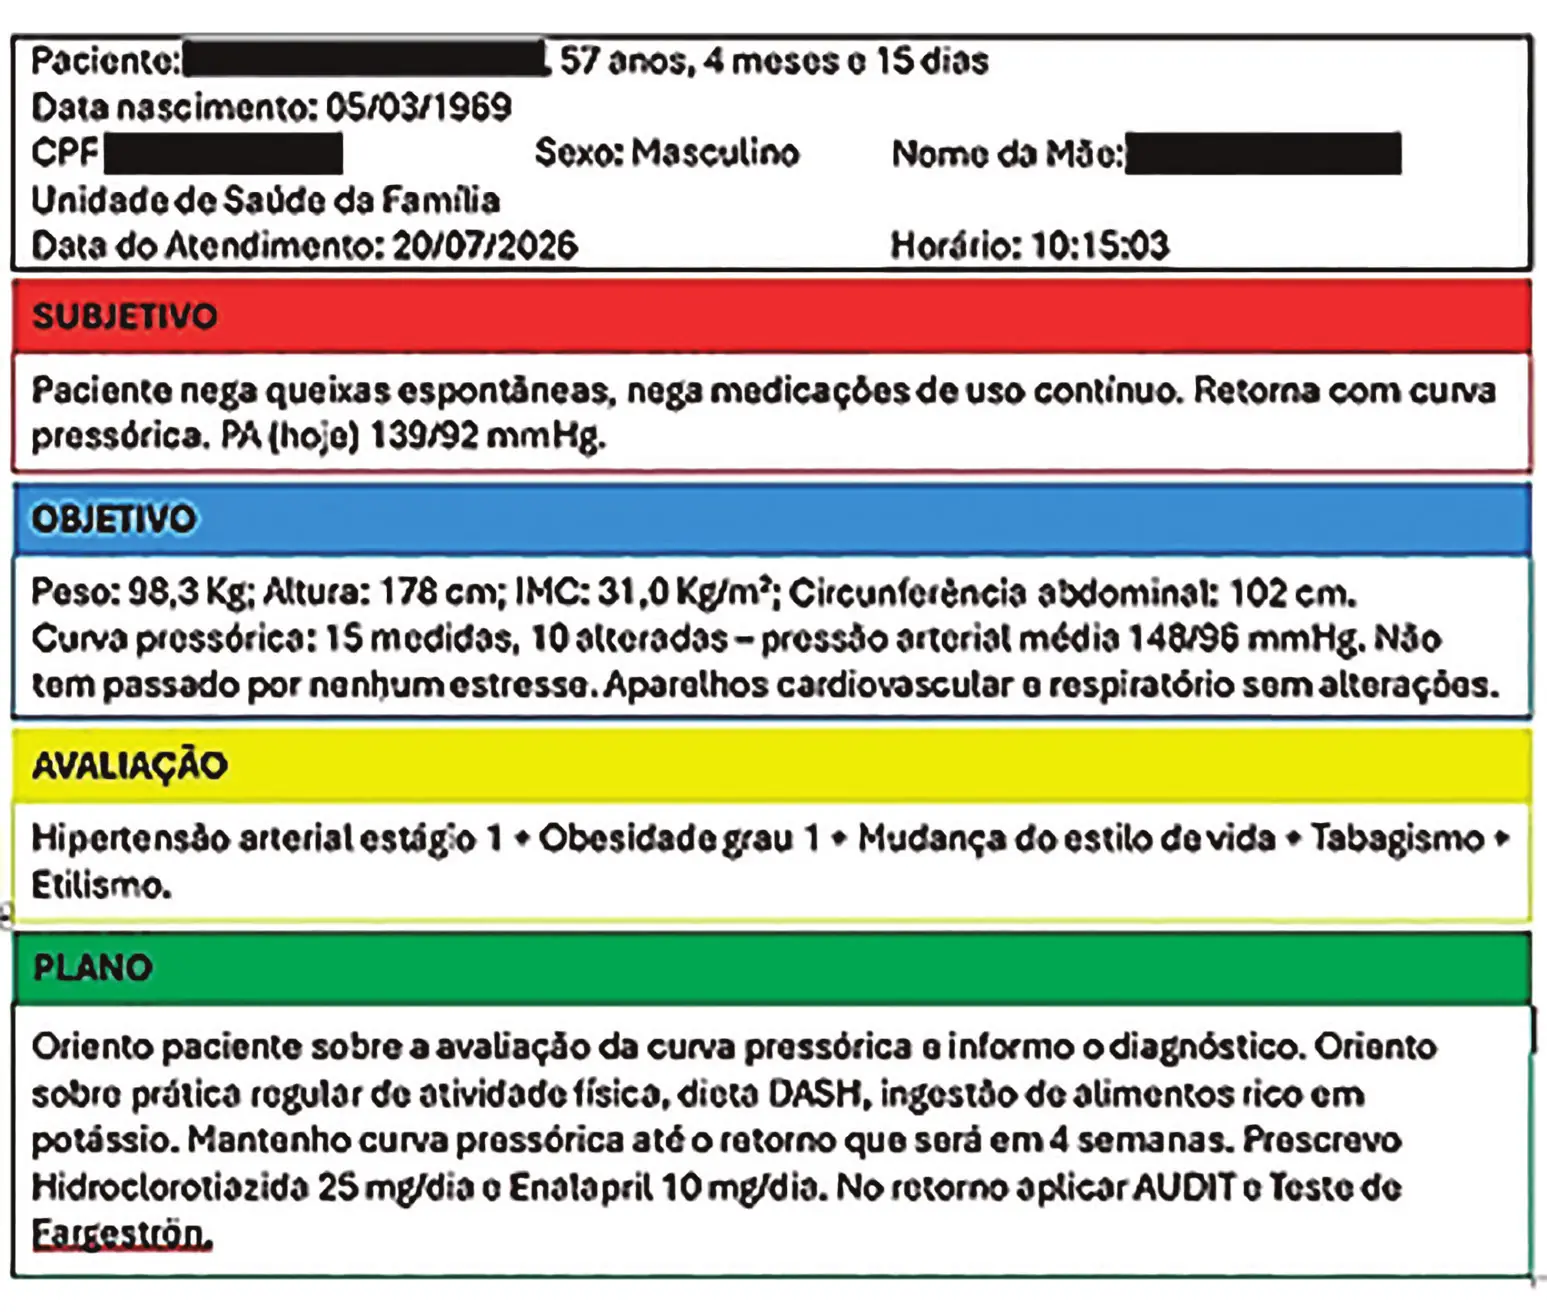 Paciente: , 57 anos, 4 meses e 15 dias
Data nascimento: 05/03/1969
CPF Sexo: Masculino Nome da Mãe:
Unidade de Saúde da Família
Data do Atendimento: 20/07/2026 Horário: 10:15:03
SUBJETIVO
Paciente nega queixas espontâneas, nega medicações de uso contínuo. Retorna com curva
pressórica. PA (hoje) 139/92 mmHg.
OBJETIVO
Peso: 98,3 Kg; Altura: 178 cm; IMC: 31,0 Kg/m²; Circunferência abdominal: 102 cm.
Curva pressórica: 15 medidas, 10 alteradas – pressão arterial média 148/96 mmHg. Não
tem passado por nenhum estresse. Aparelhos cardiovascular e respiratório sem alterações.
AVALIAÇÃO
Hipertensão arterial estágio 1 + Obesidade grau 1 + Mudança do estilo de vida + Tabagismo +
Etilismo.
PLANO
Oriento paciente sobre a avaliação da curva pressórica e informo o diagnóstico. Oriento
sobre prática regular de atividade física, dieta DASH, ingestão de alimentos rico em
potássio. Mantenho curva pressórica até o retorno que será em 4 semanas. Prescrevo
Hidroclorotiazida 25 mg/dia e Enalapril 10 mg/dia. No retorno aplicar AUDIT e Teste de
Fargeströn.